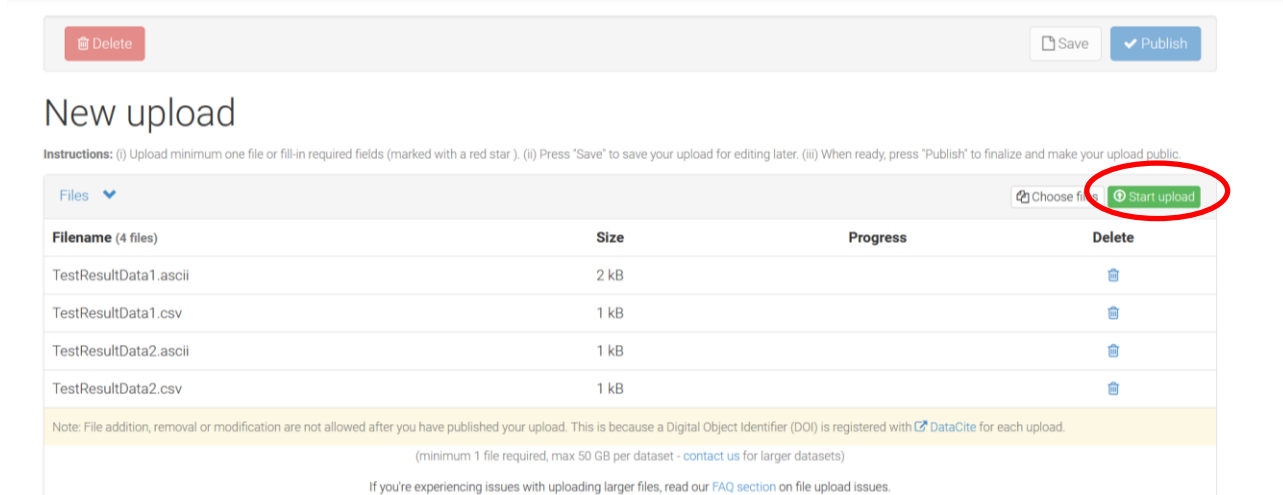 Delete Save Publish
New upload
Instructions: (i) Upload minimum one file or fill-in required fields (marked with a red star ). (ii) Press "Save" to save your upload for editing later. (iii) When ready, press "Publish" to finalize and make your upload public.
Files Choose files Start upload
Filename (4 files) Size Progress Delete
TestResultData1.ascii 2 kB
TestResultData1.csv 1 kB
TestResultData2.ascii 1 kB
TestResultData2.csv 1 kB
Note: File addition, removal or modification are not allowed after you have published your upload. This is because a Digital Object Identifier (DOI) is registered with DataCite for each upload.
(minimum 1 file required, max 50 GB per dataset - contact us for larger datasets)
If you're experiencing issues with uploading larger files, read our FAQ section on file upload issues.